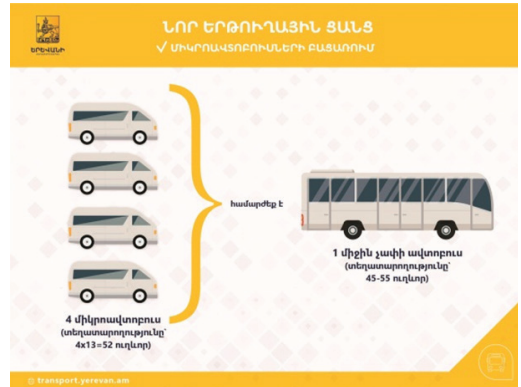 ԵՐԵՎԱՆԻ
ՆՈՐ ԵՐԹՈՒՂԱՅԻՆ ՑԱՆՑ
✓ ՄԻԿՐՈԱՎՏՈԲՈՒՍՆԵՐԻ ԲԱՑԱՌՈՒՄ
համարժեք է
4 միկրոավտոբուս
(տեղատարողությունը՝
4x13=52 ուղևոր)
1 միջին չափի ավտոբուս
(տեղատարողությունը՝
45-55 ուղևոր)
@ transport.yerevan.am